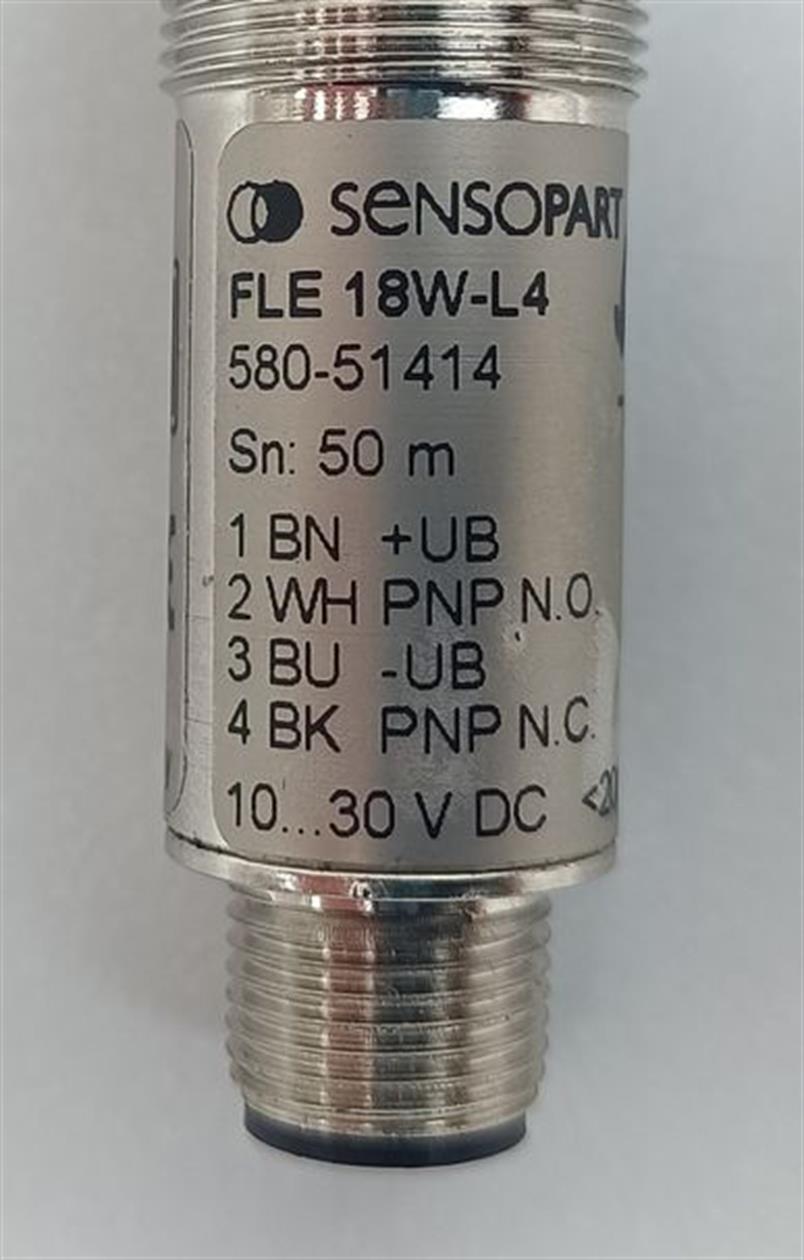 SENSOPART
FLE 18W-L4
580-51414
Sn: 50 m
1 BN +UB
2 WH PNP N.O.
3 BU -UB
4 BK PNP N.C.
10...30 V DC